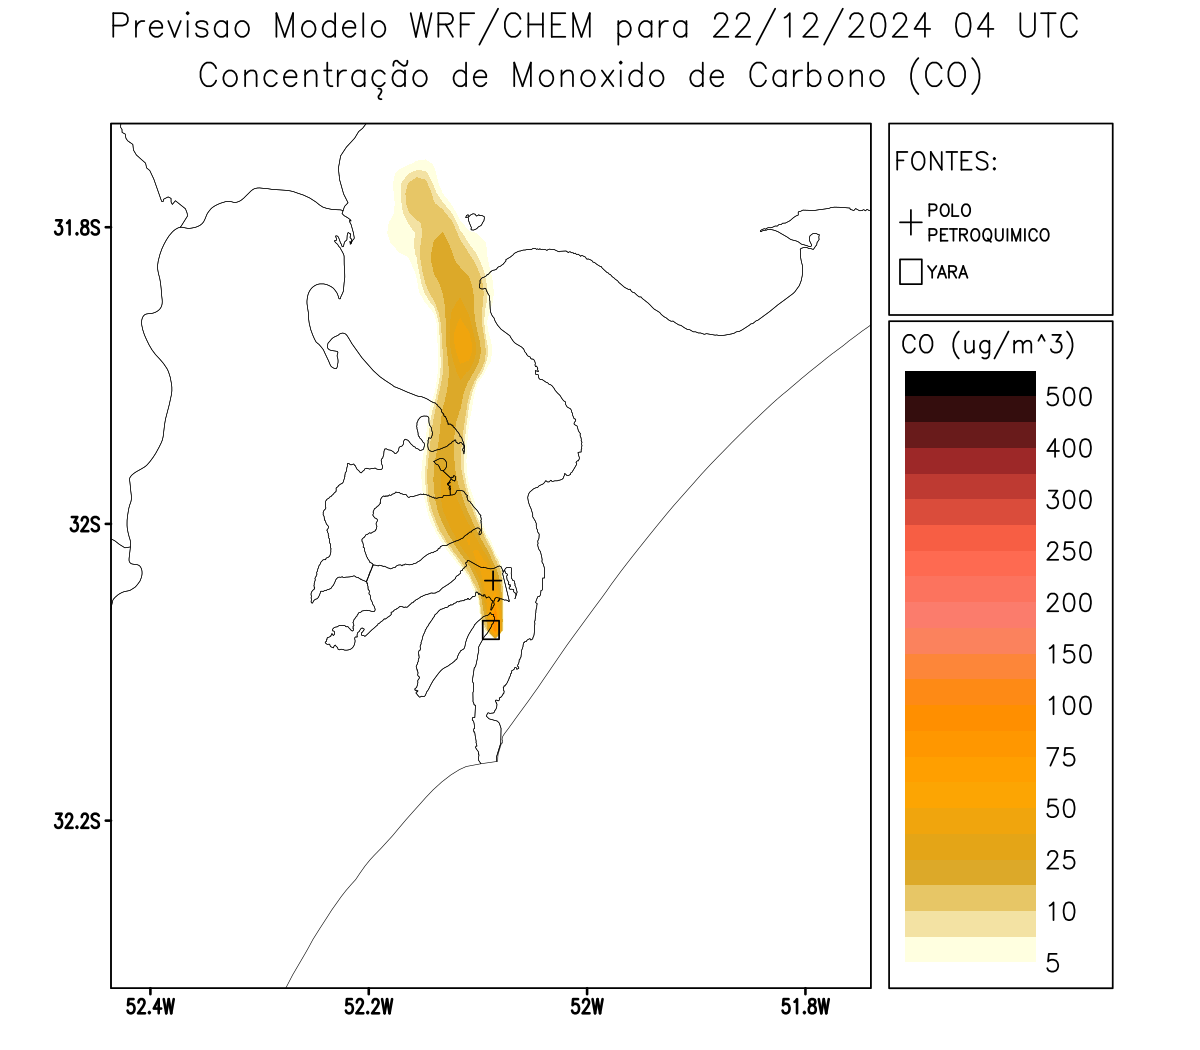 Previsao Modelo WRF/CHEM para 22/12/2024 04 UTC
Concentração de Monoxido de Carbono (CO)
FONTES:
POLO
PETROQUIMICO
YARA
31.8S
32S
32.2S
52.4W
52.2W
52W
51.8W
CO (ug/m^3)
500
400
300
250
200
150
100
75
50
25
10
5